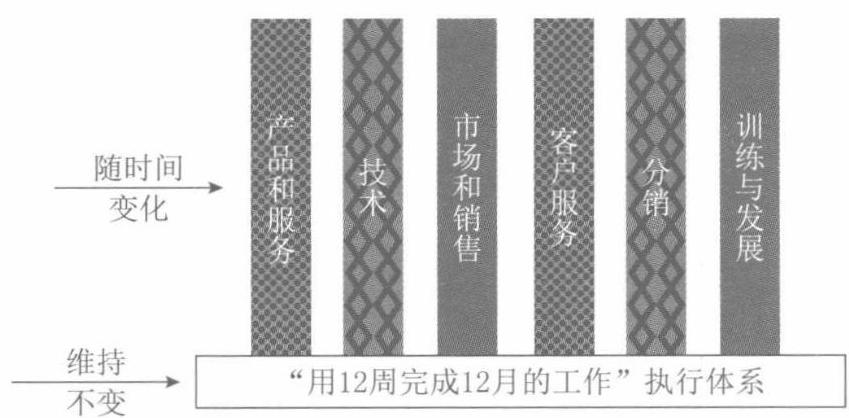 产品和服务
技术
市场和销售
客户服务
分销
训练与发展
随时间
变化
维持
不变
“用12周完成12月的工作”执行体系